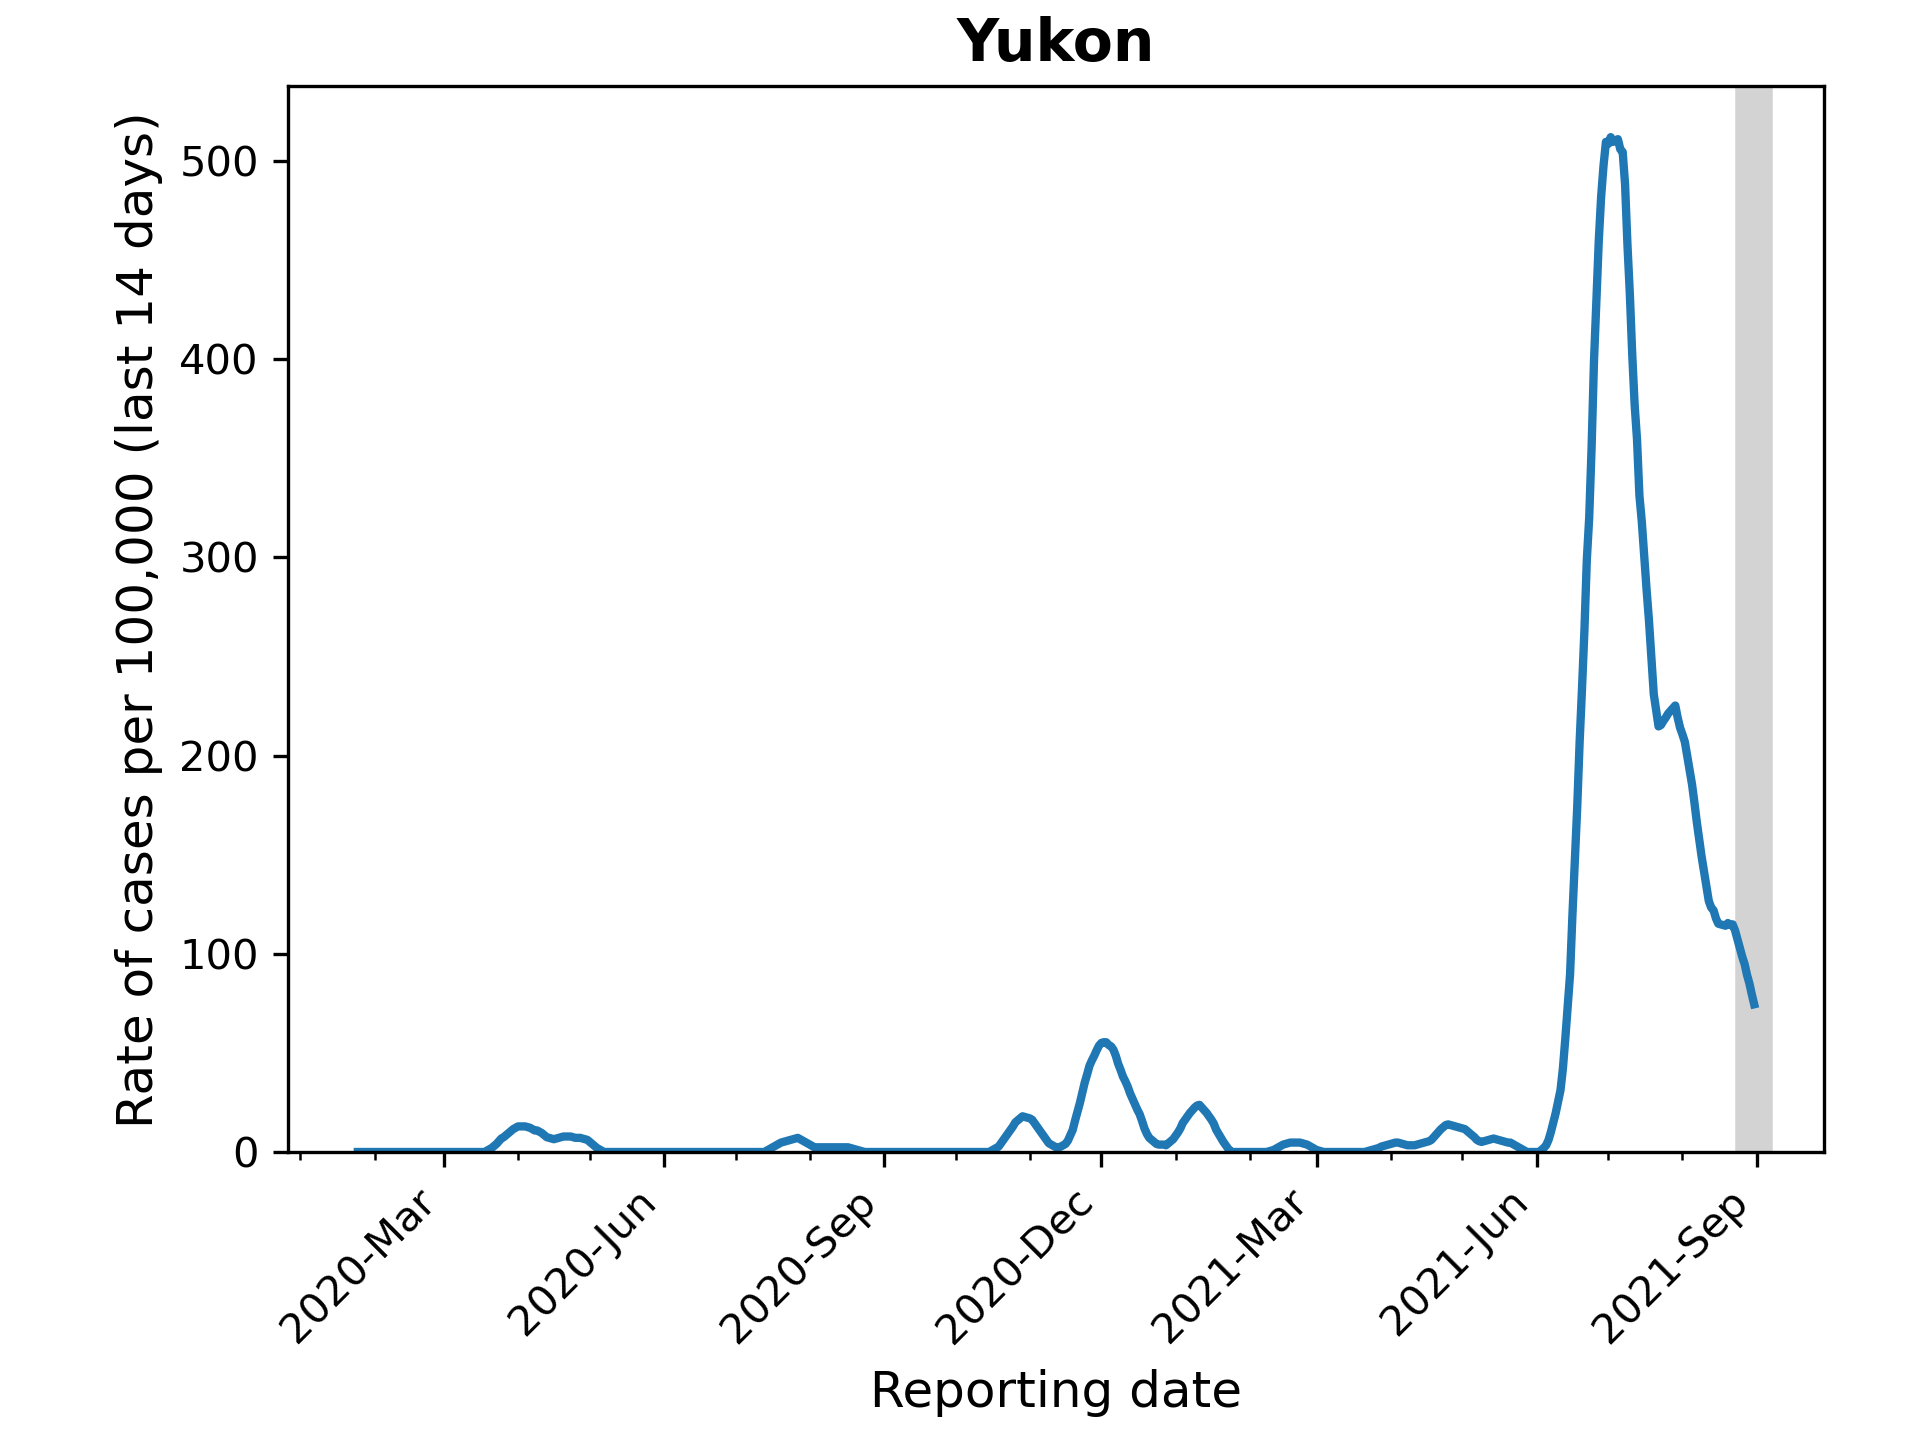 Yukon
Rate of cases per 100,000 (last 14 days)
500
400
300
200
100
0
2020-Mar
2020-Jun
2020-Sep
2020-Dec
2021-Mar
2021-Jun
2021-Sep
Reporting date